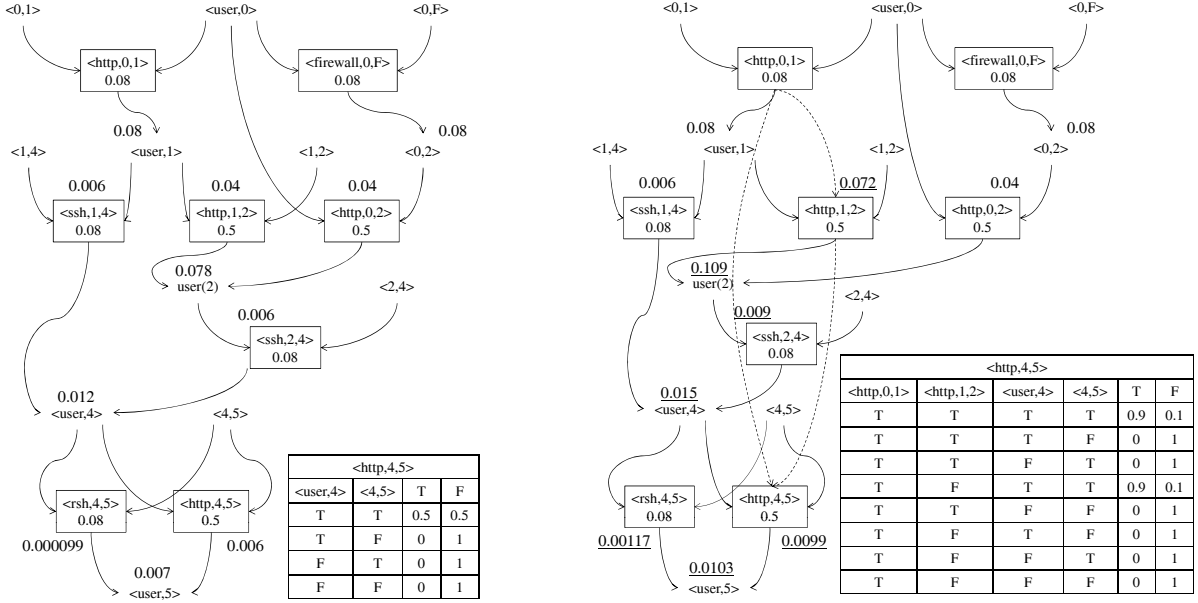 <0,1>
<user,0>
<0,F>
<http,0,1>
0.08
<firewall,0,F>
0.08
0.08
0.08
<1,4>
<user,1>
<1,2>
<0,2>
0.006
0.04
0.04
<ssh,1,4>
0.08
<http,1,2>
0.5
<http,0,2>
0.5
0.078
user(2)
<2,4>
0.006
<ssh,2,4>
0.08
0.012
<user,4>
<4,5>
<rsh,4,5>
0.08
<http,4,5>
0.5
0.000099
0.006
0.007
<user,5>
<http,4,5>
<user,4> <4,5> T F
T T 0.5 0.5
T F 0 1
F T 0 1
F F 0 1
<0,1>
<user,0>
<0,F>
<http,0,1>
0.08
<firewall,0,F>
0.08
0.08
0.08
<1,4>
<user,1>
<1,2>
<0,2>
0.006
0.072
0.04
<ssh,1,4>
0.08
<http,1,2>
0.5
<http,0,2>
0.5
0.109
user(2)
<2,4>
0.009
<ssh,2,4>
0.08
0.015
<user,4>
<4,5>
<rsh,4,5>
0.08
<http,4,5>
0.5
0.00117
0.0099
0.0103
<user,5>
<http,4,5>
<http,0,1> <http,1,2> <user,4> <4,5> T F
T T T T 0.9 0.1
T T T F 0 1
T T F T 0 1
T F T T 0.9 0.1
T T F F 0 1
T F T F 0 1
T F F T 0 1
T F F F 0 1